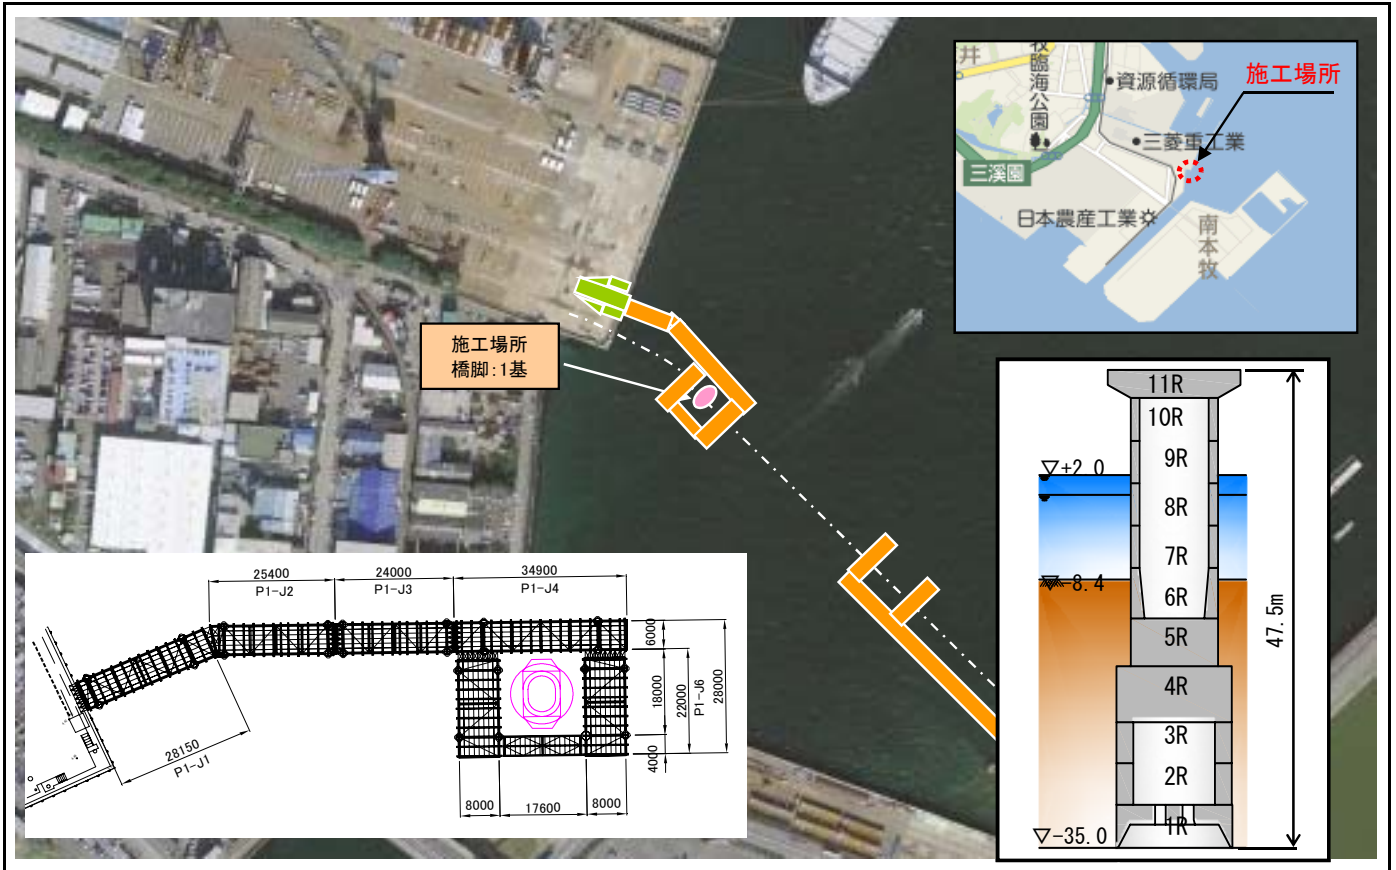 井
牧臨海公園
資源循環局
施工場所
三菱重工業
三溪園
日本農産工業
南本牧
施工場所
橋脚:1基
11R
10R
9R
▽+2.0
8R
7R
▽-8.4
6R
5R
4R
3R
2R
1R
▽-35.0
47.5m
25400
24000
34900
P1-J2
P1-J3
P1-J4
6000
18000
22000
P1-J6
28000
4000
28150
P1-J1
8000
17600
8000